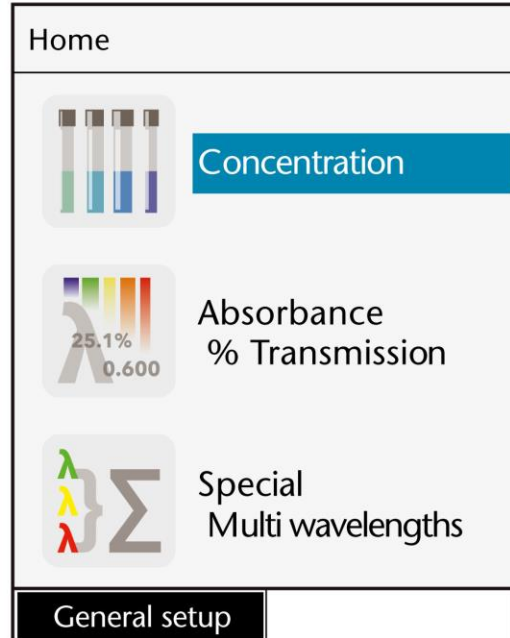 Home
Concentration
25.1%
0.600
Absorbance
% Transmission
λ
λ
λ
} Σ
Special
Multi wavelengths
General setup